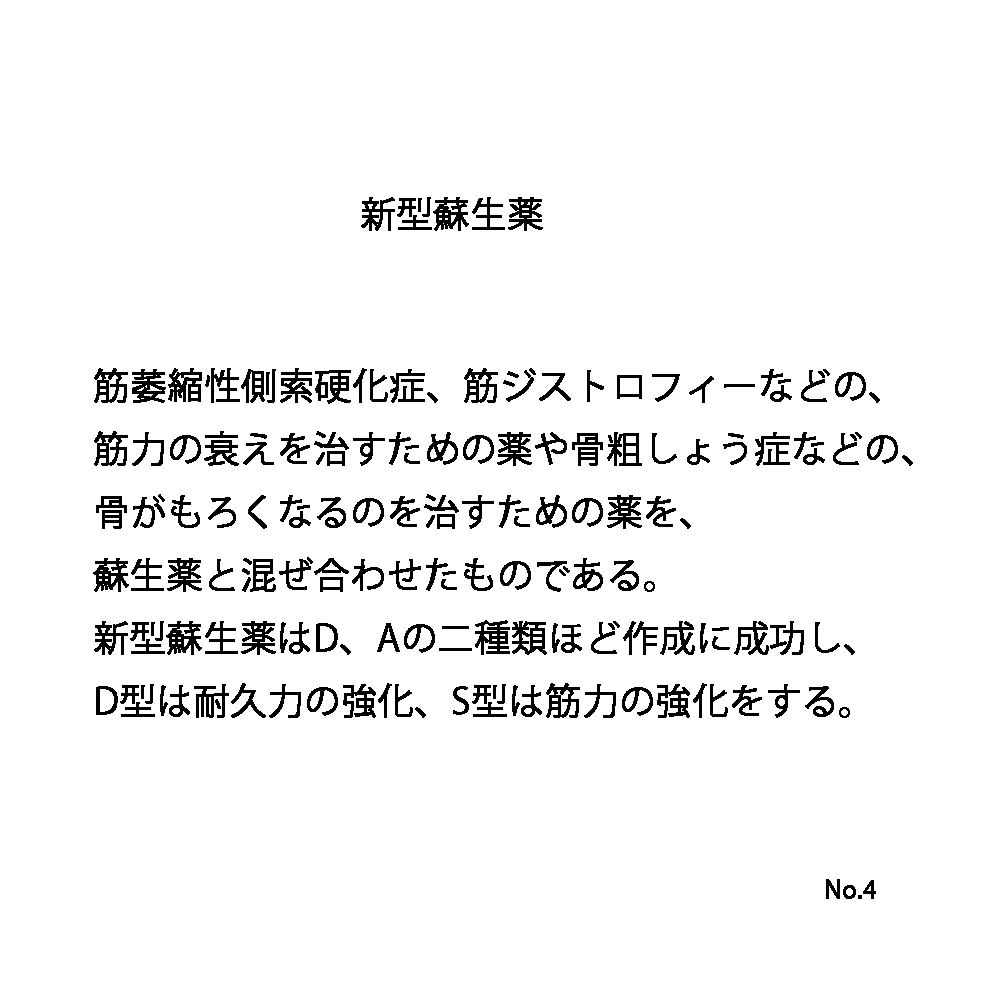 新型蘇生薬
筋萎縮性側索硬化症、筋ジストロフィーなどの、
筋力の衰えを治すための薬や骨粗しょう症などの、
骨がもろくなるのを治すための薬を、
蘇生薬と混ぜ合わせたものである。
新型蘇生薬はD、Aの二種類ほど作成に成功し、
D型は耐久力の強化、S型は筋力の強化をする。
No.4